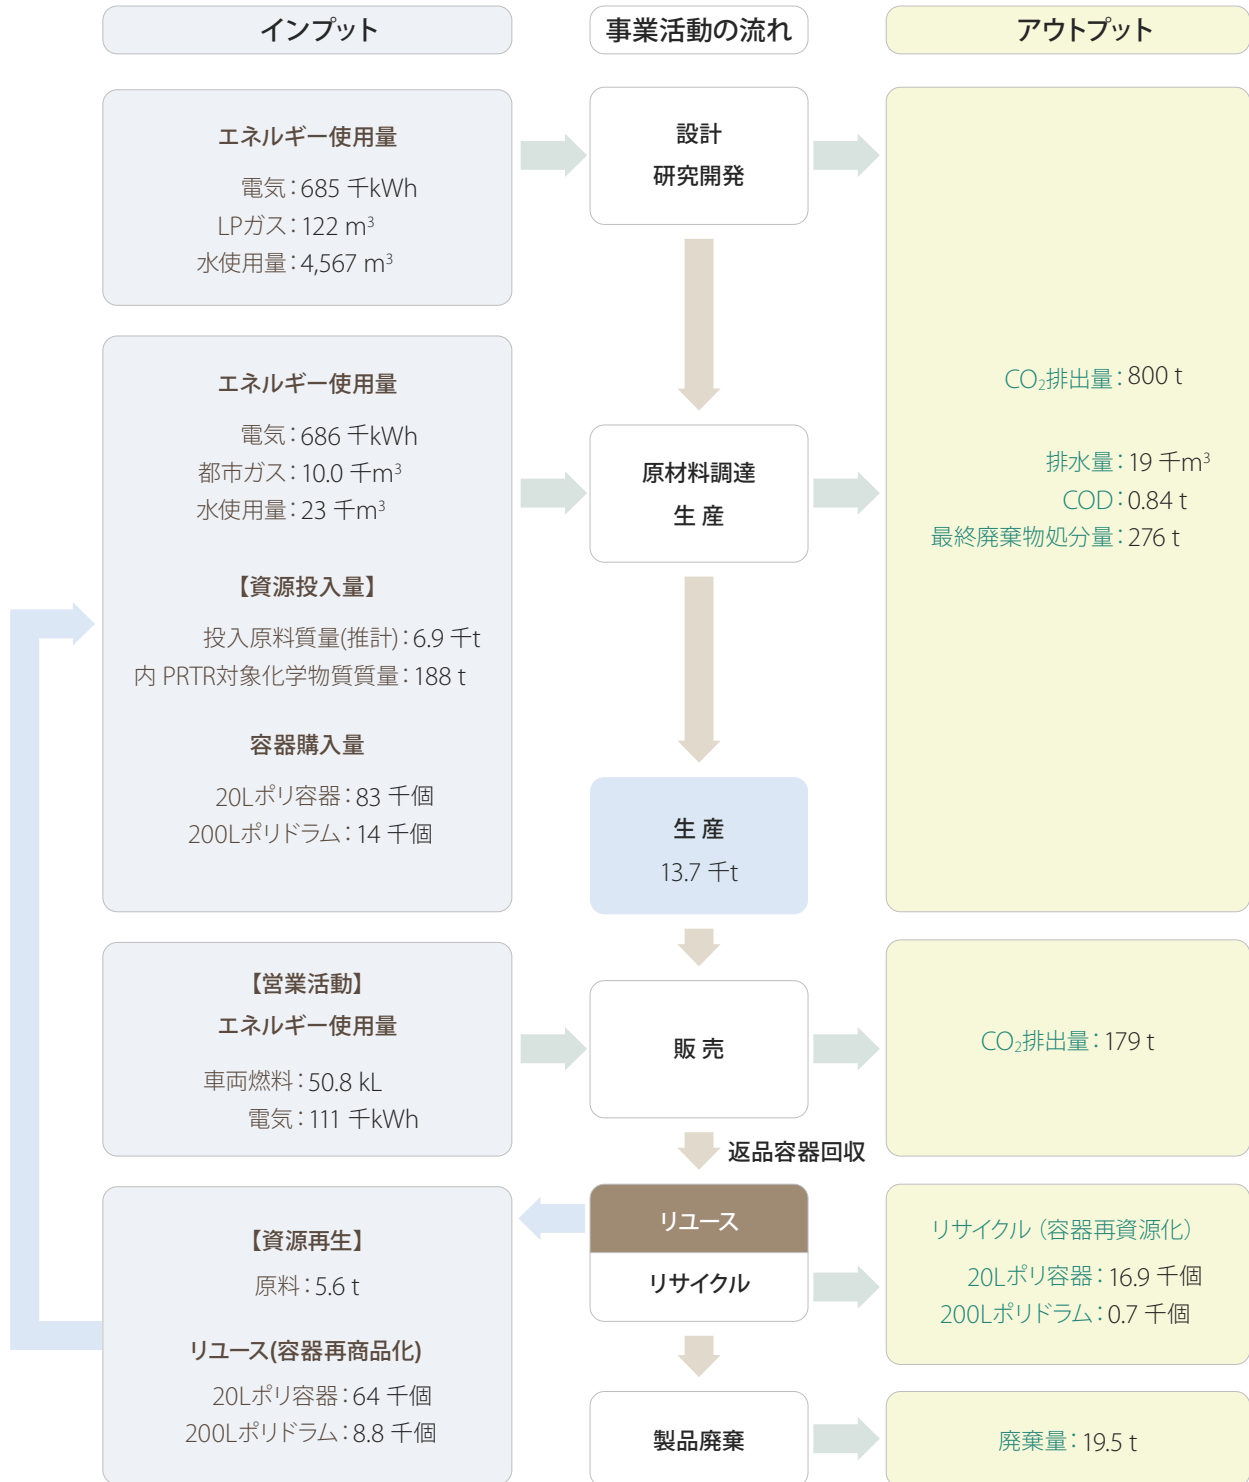 インプット
事業活動の流れ
アウトプット
エネルギー使用量
電気：685 千kWh
LPガス：122 m³
水使用量：4,567 m³
設計
研究開発
エネルギー使用量
電気：686 千kWh
都市ガス：10.0 千m³
水使用量：23 千m³
【資源投入量】
投入原料質量(推計)：6.9 千t
内 PRTR対象化学物質質量：188 t
容器購入量
20Lポリ容器：83 千個
200Lポリドラム：14 千個
原材料調達
生 産
CO₂排出量：800 t
排水量：19 千m³
COD：0.84 t
最終廃棄物処分量：276 t
生 産
13.7 千t
【営業活動】
エネルギー使用量
車両燃料：50.8 kL
電気：111 千kWh
販 売
CO₂排出量：179 t
返品容器回収
【資源再生】
原料：5.6 t
リユース(容器再商品化)
20Lポリ容器：64 千個
200Lポリドラム：8.8 千個
リユース
リサイクル
リサイクル（容器再資源化）
20Lポリ容器：16.9 千個
200Lポリドラム：0.7 千個
製品廃棄
廃棄量：19.5 t